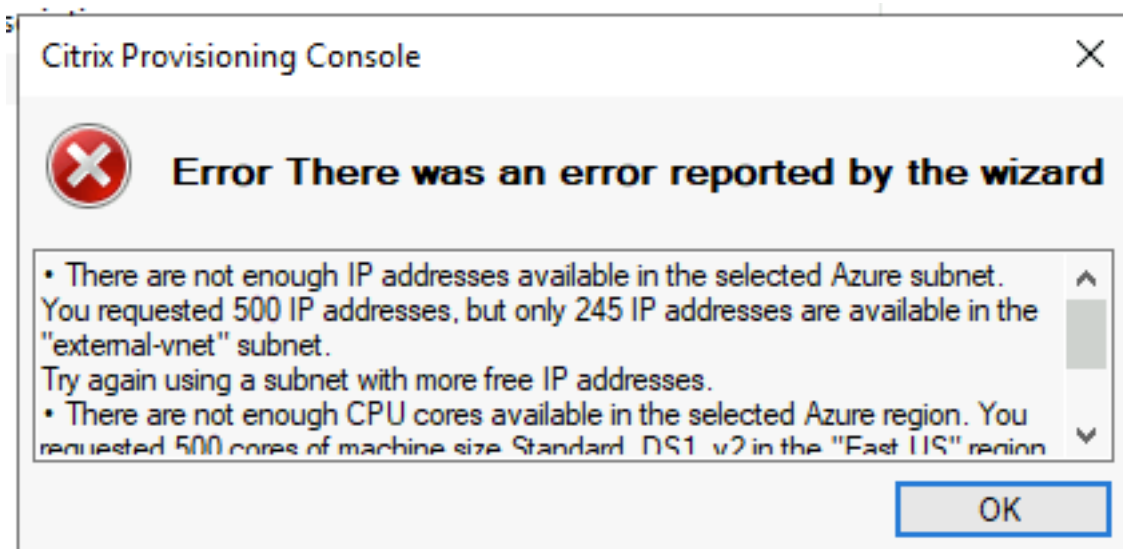 Citrix Provisioning Console
Error There was an error reported by the wizard
• There are not enough IP addresses available in the selected Azure subnet.
You requested 500 IP addresses, but only 245 IP addresses are available in the
"external-vnet" subnet.
Try again using a subnet with more free IP addresses.
• There are not enough CPU cores available in the selected Azure region. You
requested 500 cores of machine size Standard_DS1_v2 in the "East US" region
OK